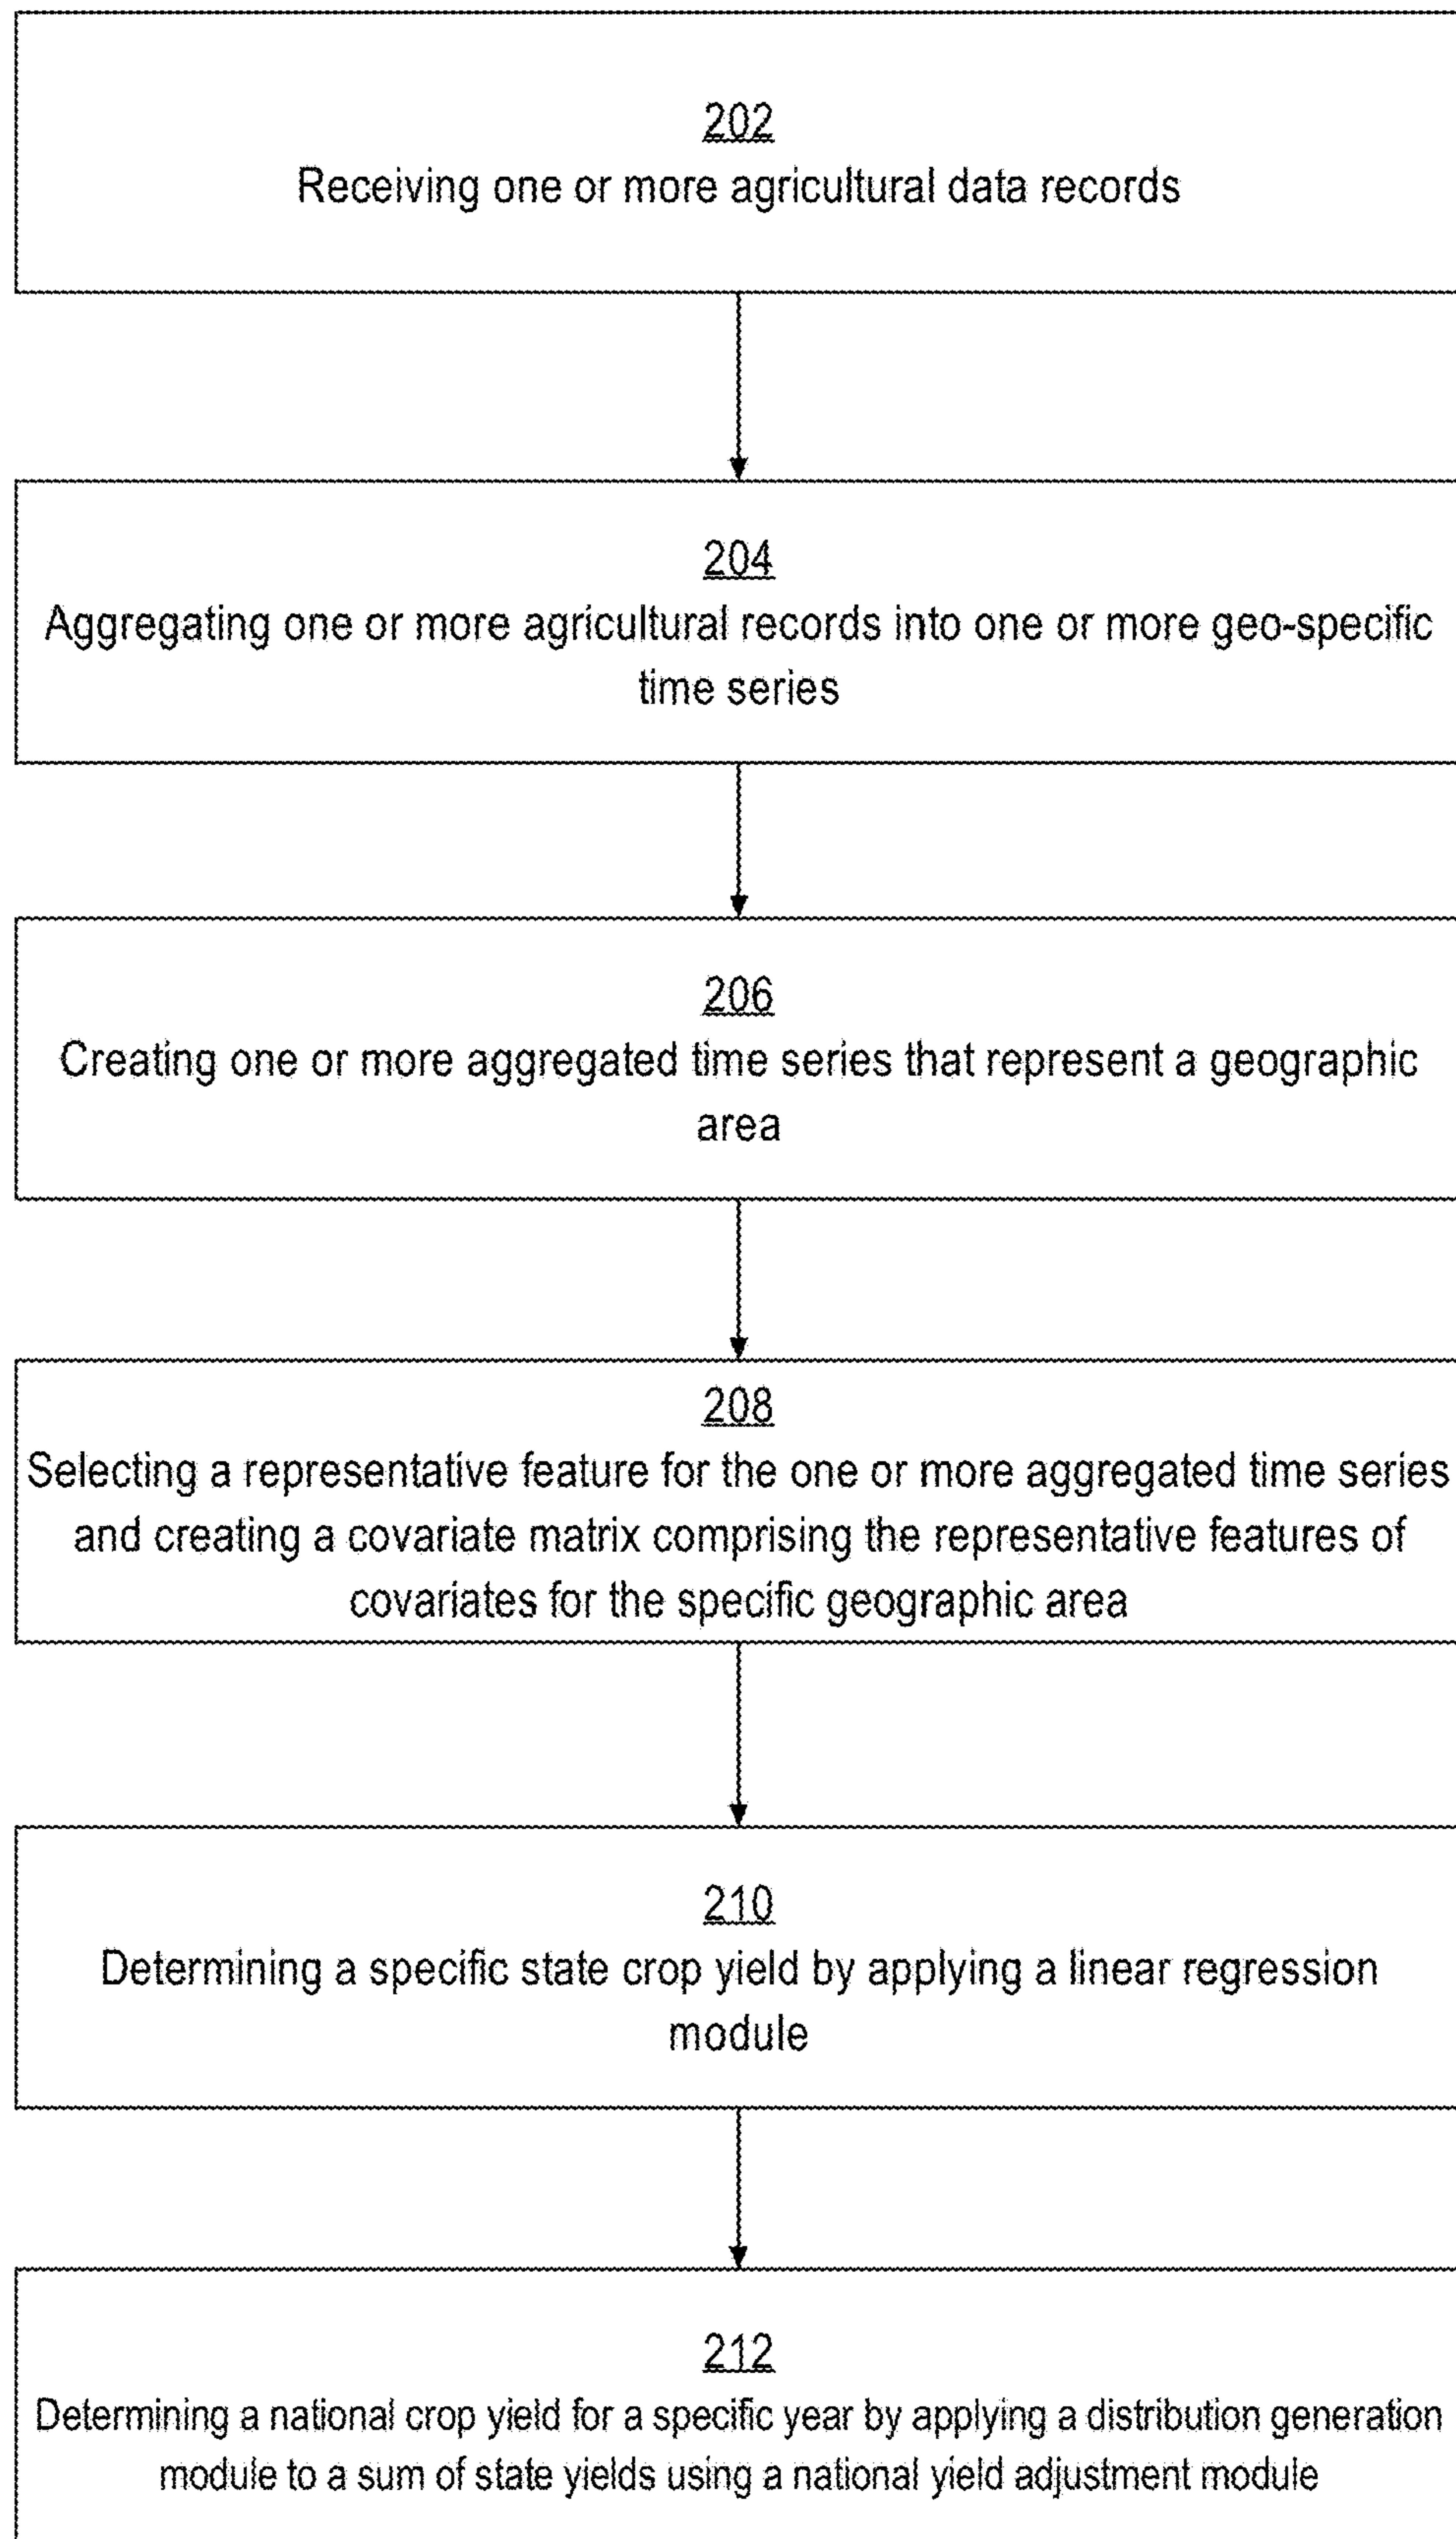 202
Receiving one or more agricultural data records
204
Aggregating one or more agricultural records into one or more geo-specific
time series
206
Creating one or more aggregated time series that represent a geographic
area
208
Selecting a representative feature for the one or more aggregated time series
and creating a covariate matrix comprising the representative features of
covariates for the specific geographic area
210
Determining a specific state crop yield by applying a linear regression
module
212
Determining a national crop yield for a specific year by applying a distribution generation
module to a sum of state yields using a national yield adjustment module